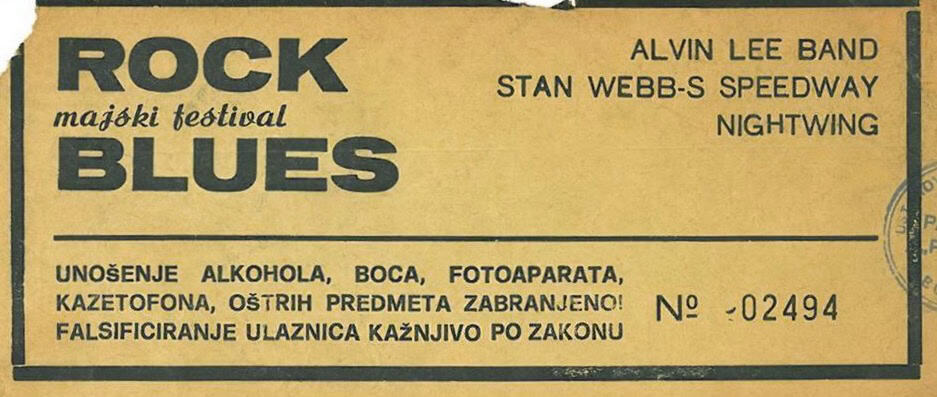 ROCK
majski festival
BLUES
ALVIN LEE BAND
STAN WEBB-S SPEEDWAY
NIGHTWING
UNOŠENJE ALKOHOLA, BOCA, FOTOAPARATA,
KAZETOFONA, OŠTRIH PREDMETA ZABRANJENO!
FALSIFICIRANJE ULAZNICA KAŽNJIVO PO ZAKONU
Nº 02494